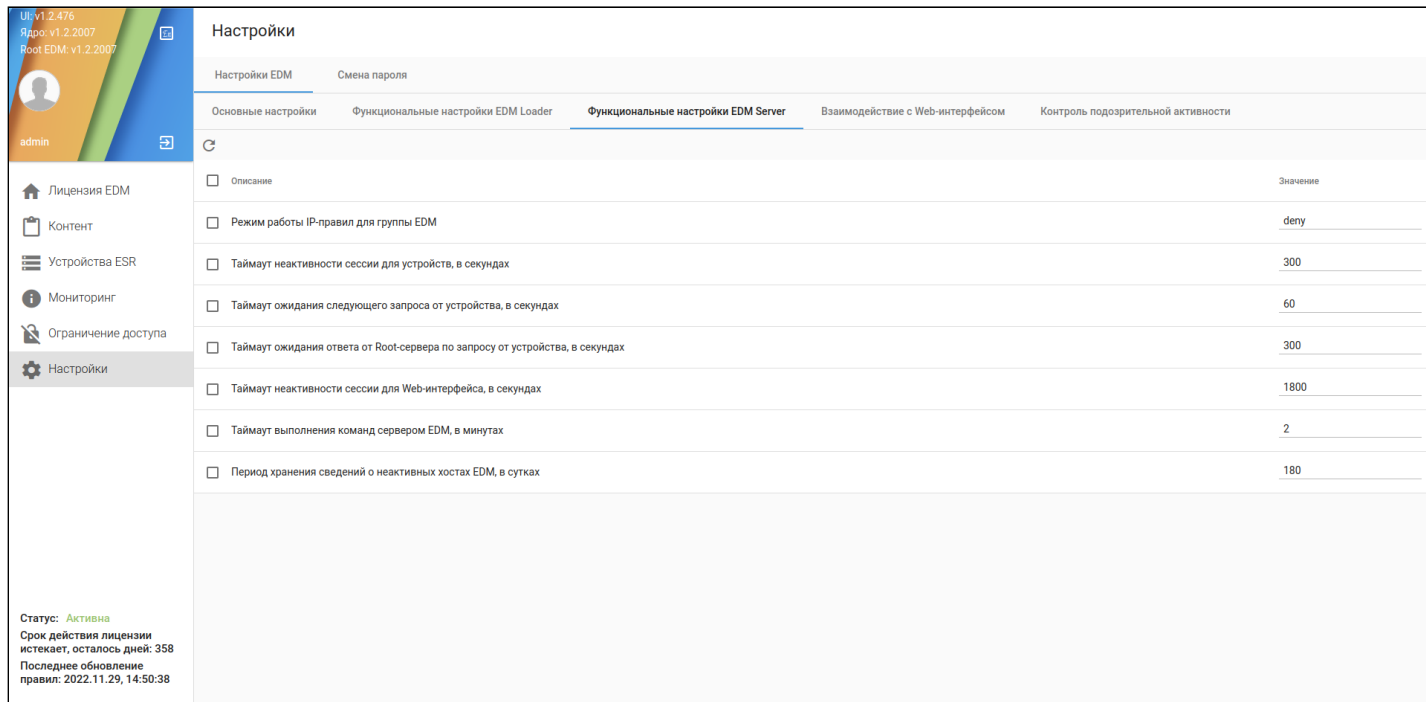 UI: v1.2.476
Ядро: v1.2.2007
Root EDM: v1.2.2007
admin
Лицензия EDM
Контент
Устройства ESR
Мониторинг
Ограничение доступа
Настройки
Статус: Активна
Срок действия лицензии
истекает, осталось дней: 358
Последнее обновление
правил: 2022.11.29, 14:50:38
Настройки
Настройки EDM Смена пароля
Основные настройки Функциональные настройки EDM Loader Функциональные настройки EDM Server Взаимодействие с Web-интерфейсом Контроль подозрительной активности
Описание Значение
Режим работы IP-правил для группы EDM deny
Таймаут неактивности сессии для устройств, в секундах 300
Таймаут ожидания следующего запроса от устройства, в секундах 60
Таймаут ожидания ответа от Root-сервера по запросу от устройства, в секундах 300
Таймаут неактивности сессии для Web-интерфейса, в секундах 1800
Таймаут выполнения команд сервером EDM, в минутах 2
Период хранения сведений о неактивных хостах EDM, в сутках 180